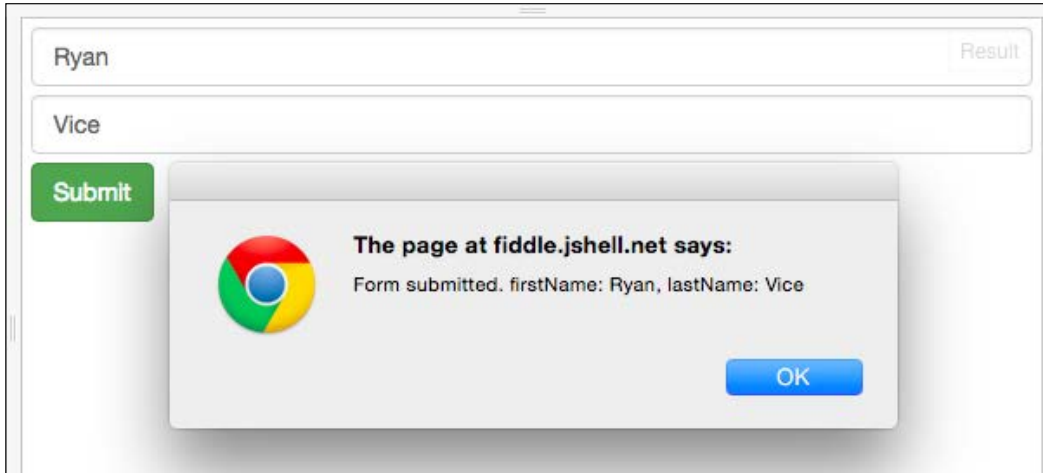 Ryan
Result
Vice
Submit
The page at fiddle.jshell.net says:
Form submitted. firstName: Ryan, lastName: Vice
OK